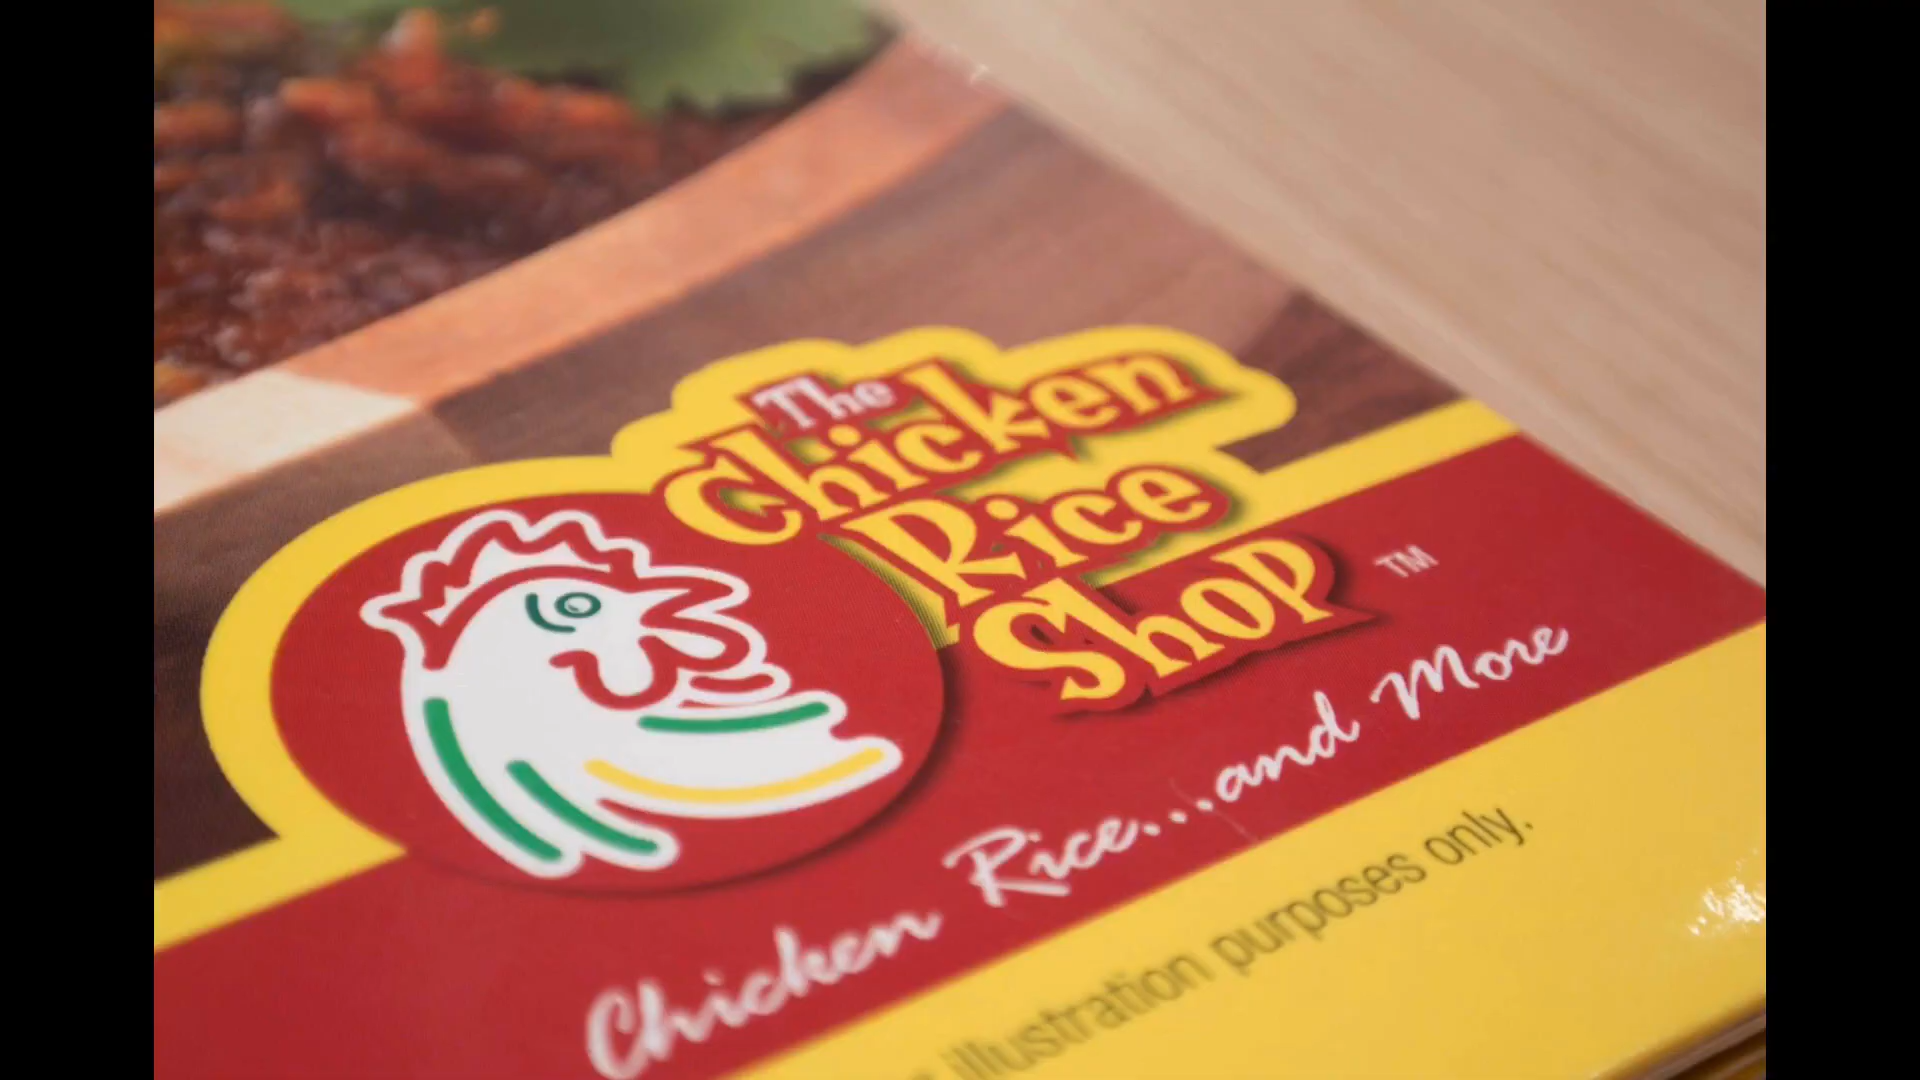 The
Chicken
Rice
Shop
TM
Chicken Rice...and More
illustration purposes only.